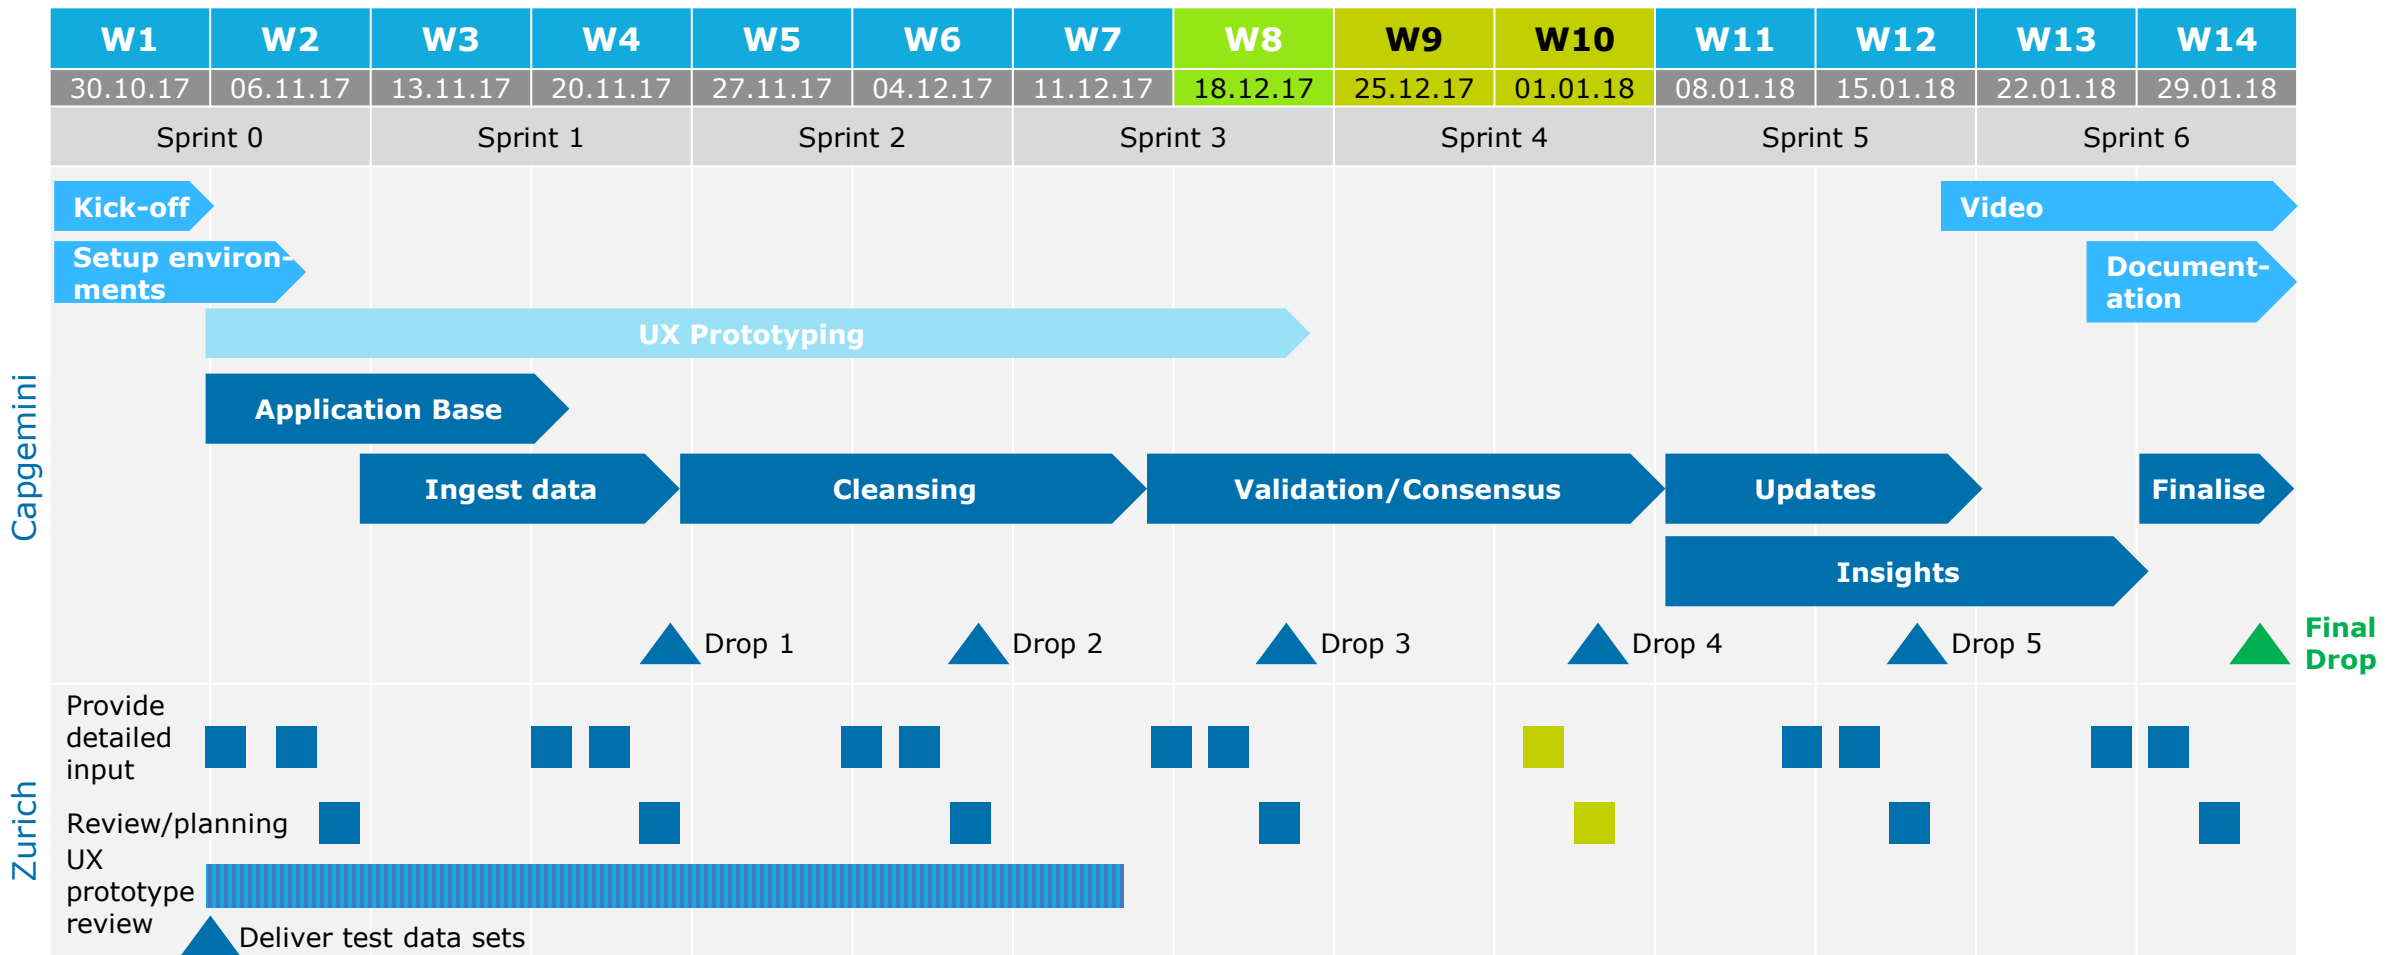 W1 W2 W3 W4 W5 W6 W7 W8 W9 W10 W11 W12 W13 W14
30.10.17 06.11.17 13.11.17 20.11.17 27.11.17 04.12.17 11.12.17 18.12.17 25.12.17 01.01.18 08.01.18 15.01.18 22.01.18 29.01.18
Sprint 0 Sprint 1 Sprint 2 Sprint 3 Sprint 4 Sprint 5 Sprint 6
Capgemini
Kick-off
Video
Setup environ-
ments
Document-
ation
UX Prototyping
Application Base
Ingest data
Cleansing
Validation/Consensus
Updates
Finalise
Insights
Drop 1
Drop 2
Drop 3
Drop 4
Drop 5
Final
Drop
Zurich
Provide
detailed
input
Review/planning
UX
prototype
review
Deliver test data sets